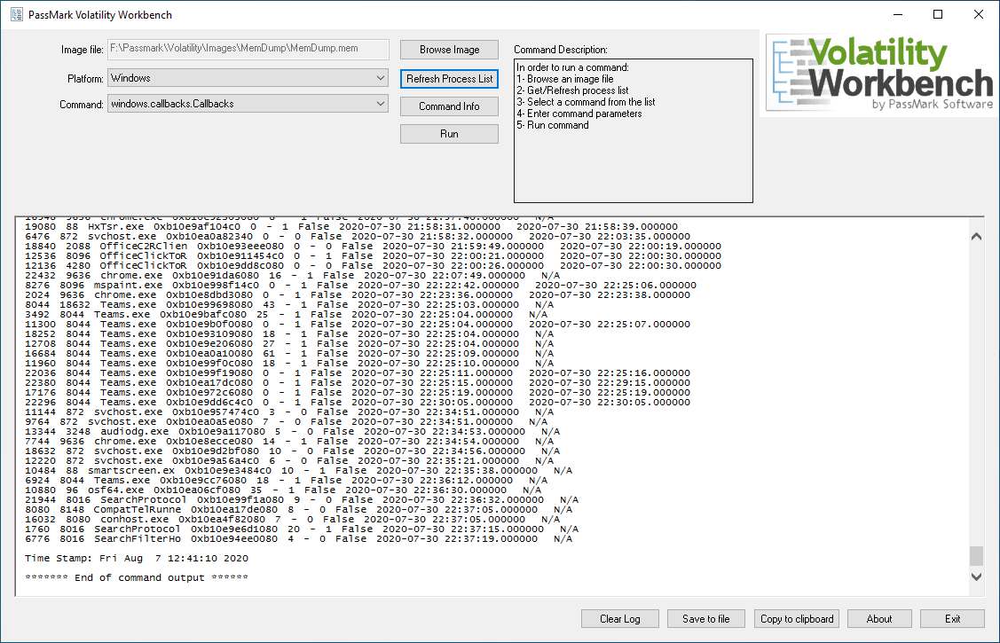 PassMark Volatility Workbench
Image file: F:\Passmark\Volatility\Images\MemDump\MemDump.mem
Browse Image
Platform: Windows
Refresh Process List
Command: windows.callbacks.Callbacks
Command Info
Run
Command Description:
In order to run a command:
1- Browse an image file
2- Get/Refresh process list
3- Select a command from the list
4- Enter command parameters
5- Run command
Volatility
Workbench
by PassMark Software
19080 88 HxTsr.exe 0xb10e9af104c0 0 - 1 False 2020-07-30 21:58:31.000000 2020-07-30 21:58:39.000000
6476 872 svchost.exe 0xb10ea0a82340 0 - 0 False 2020-07-30 21:58:32.000000 2020-07-30 22:03:35.000000
18840 2088 OfficeC2RClien 0xb10e93eee080 0 - 0 False 2020-07-30 21:59:49.000000 2020-07-30 22:00:19.000000
12536 8096 OfficeClickToR 0xb10e911454c0 0 - 1 False 2020-07-30 22:00:21.000000 2020-07-30 22:00:30.000000
12136 4280 OfficeClickToR 0xb10e9dd8c080 0 - 0 False 2020-07-30 22:00:26.000000 2020-07-30 22:00:30.000000
22432 9636 chrome.exe 0xb10e91da6080 16 - 1 False 2020-07-30 22:07:49.000000 N/A
8276 8096 mspaint.exe 0xb10e998f14c0 0 - 1 False 2020-07-30 22:22:42.000000 2020-07-30 22:25:06.000000
2024 9636 chrome.exe 0xb10e8dbd3080 0 - 1 False 2020-07-30 22:23:36.000000 2020-07-30 22:23:38.000000
8044 18632 Teams.exe 0xb10e99698080 43 - 1 False 2020-07-30 22:25:03.000000 N/A
3492 8044 Teams.exe 0xb10e9bafc080 25 - 1 False 2020-07-30 22:25:04.000000 N/A
11300 8044 Teams.exe 0xb10e9b0f0080 0 - 1 False 2020-07-30 22:25:04.000000 2020-07-30 22:25:07.000000
18252 8044 Teams.exe 0xb10e93109080 18 - 1 False 2020-07-30 22:25:04.000000 N/A
12708 8044 Teams.exe 0xb10e9e206080 27 - 1 False 2020-07-30 22:25:04.000000 N/A
16684 8044 Teams.exe 0xb10ea0a10080 61 - 1 False 2020-07-30 22:25:09.000000 N/A
11960 8044 Teams.exe 0xb10e99f0c080 18 - 1 False 2020-07-30 22:25:10.000000 N/A
22036 8044 Teams.exe 0xb10e99f19080 0 - 1 False 2020-07-30 22:25:11.000000 2020-07-30 22:25:16.000000
22380 8044 Teams.exe 0xb10ea17dc080 0 - 1 False 2020-07-30 22:25:15.000000 2020-07-30 22:29:15.000000
17176 8044 Teams.exe 0xb10e972c6080 0 - 1 False 2020-07-30 22:25:19.000000 2020-07-30 22:25:19.000000
22296 8044 Teams.exe 0xb10e9dd6c4c0 0 - 1 False 2020-07-30 22:30:05.000000 2020-07-30 22:30:05.000000
11144 872 svchost.exe 0xb10e957474c0 3 - 0 False 2020-07-30 22:34:51.000000 N/A
9764 872 svchost.exe 0xb10ea0a5e080 7 - 0 False 2020-07-30 22:34:51.000000 N/A
13344 3248 audiodg.exe 0xb10e9a117080 5 - 0 False 2020-07-30 22:34:53.000000 N/A
7744 9636 chrome.exe 0xb10e8ecce080 14 - 1 False 2020-07-30 22:34:54.000000 N/A
18632 872 svchost.exe 0xb10e9d2bf080 10 - 0 False 2020-07-30 22:34:56.000000 N/A
12220 872 svchost.exe 0xb10e9a56a4c0 6 - 0 False 2020-07-30 22:35:21.000000 N/A
10484 88 smartscreen.ex 0xb10e9e3484c0 10 - 1 False 2020-07-30 22:35:38.000000 N/A
6924 8044 Teams.exe 0xb10e9cc76080 18 - 1 False 2020-07-30 22:36:12.000000 N/A
10880 96 osf64.exe 0xb10ea06cf080 35 - 1 False 2020-07-30 22:36:30.000000 N/A
21944 8016 SearchProtocol 0xb10e99f1a080 9 - 0 False 2020-07-30 22:36:32.000000 N/A
8080 8148 CompatTelRunne 0xb10ea17de080 8 - 0 False 2020-07-30 22:37:05.000000 N/A
16032 8080 conhost.exe 0xb10ea4f82080 7 - 0 False 2020-07-30 22:37:05.000000 N/A
1760 8016 SearchProtocol 0xb10e9e6d1080 20 - 1 False 2020-07-30 22:37:15.000000 N/A
6776 8016 SearchFilterHo 0xb10e94ee0080 4 - 0 False 2020-07-30 22:37:19.000000 N/A
Time Stamp: Fri Aug 7 12:41:10 2020
******* End of command output ******
Clear Log
Save to file
Copy to clipboard
About
Exit